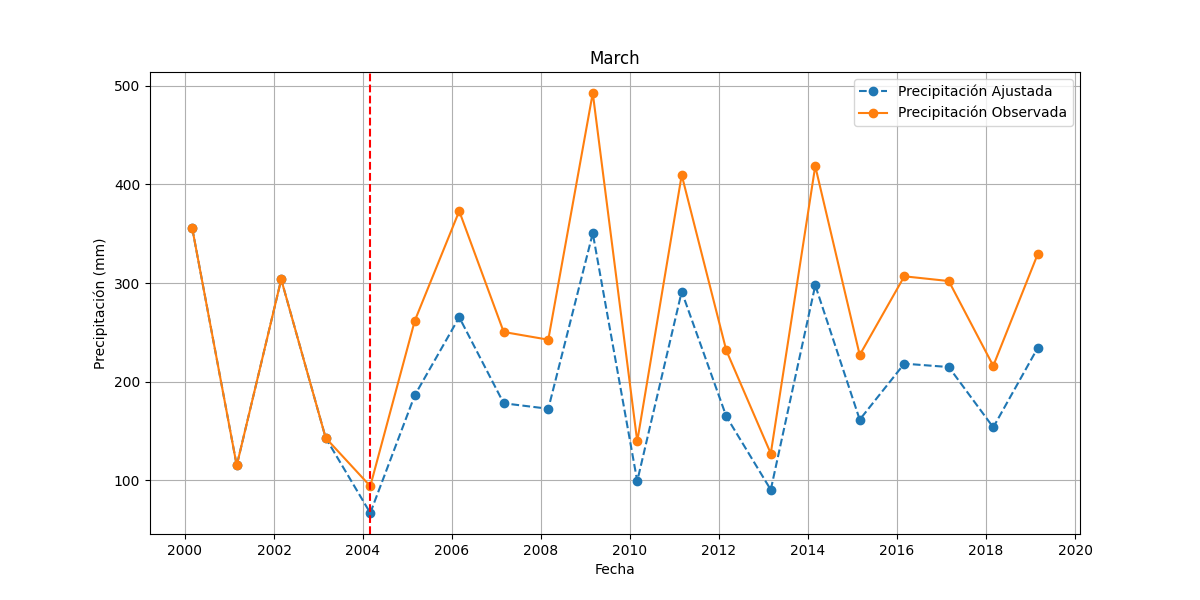 March
Precipitación Ajustada
Precipitación Observada
500
400
300
200
100
Precipitación (mm)
2000 2002 2004 2006 2008 2010 2012 2014 2016 2018 2020
Fecha